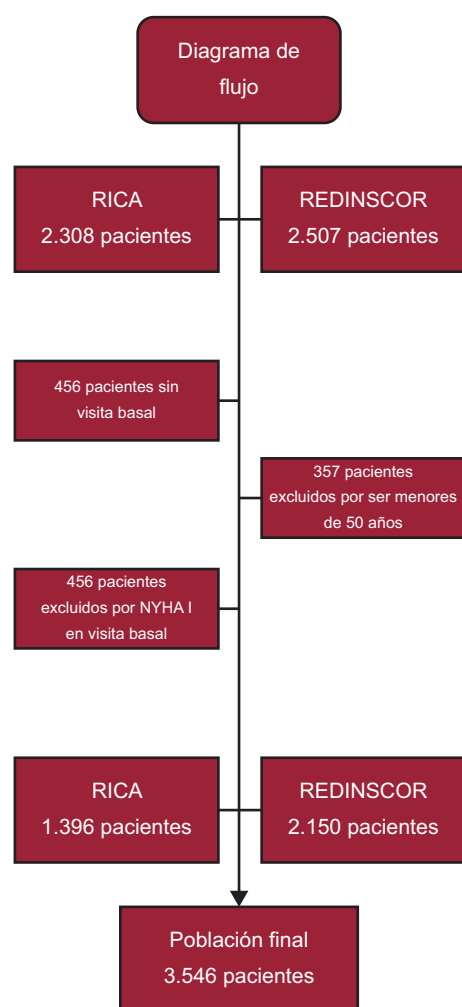 Diagrama de
flujo
RICA
2.308 pacientes
REDINSCOR
2.507 pacientes
456 pacientes sin
visita basal
357 pacientes
excluidos por ser menores
de 50 años
456 pacientes
excluidos por NYHA I
en visita basal
RICA
1.396 pacientes
REDINSCOR
2.150 pacientes
Población final
3.546 pacientes